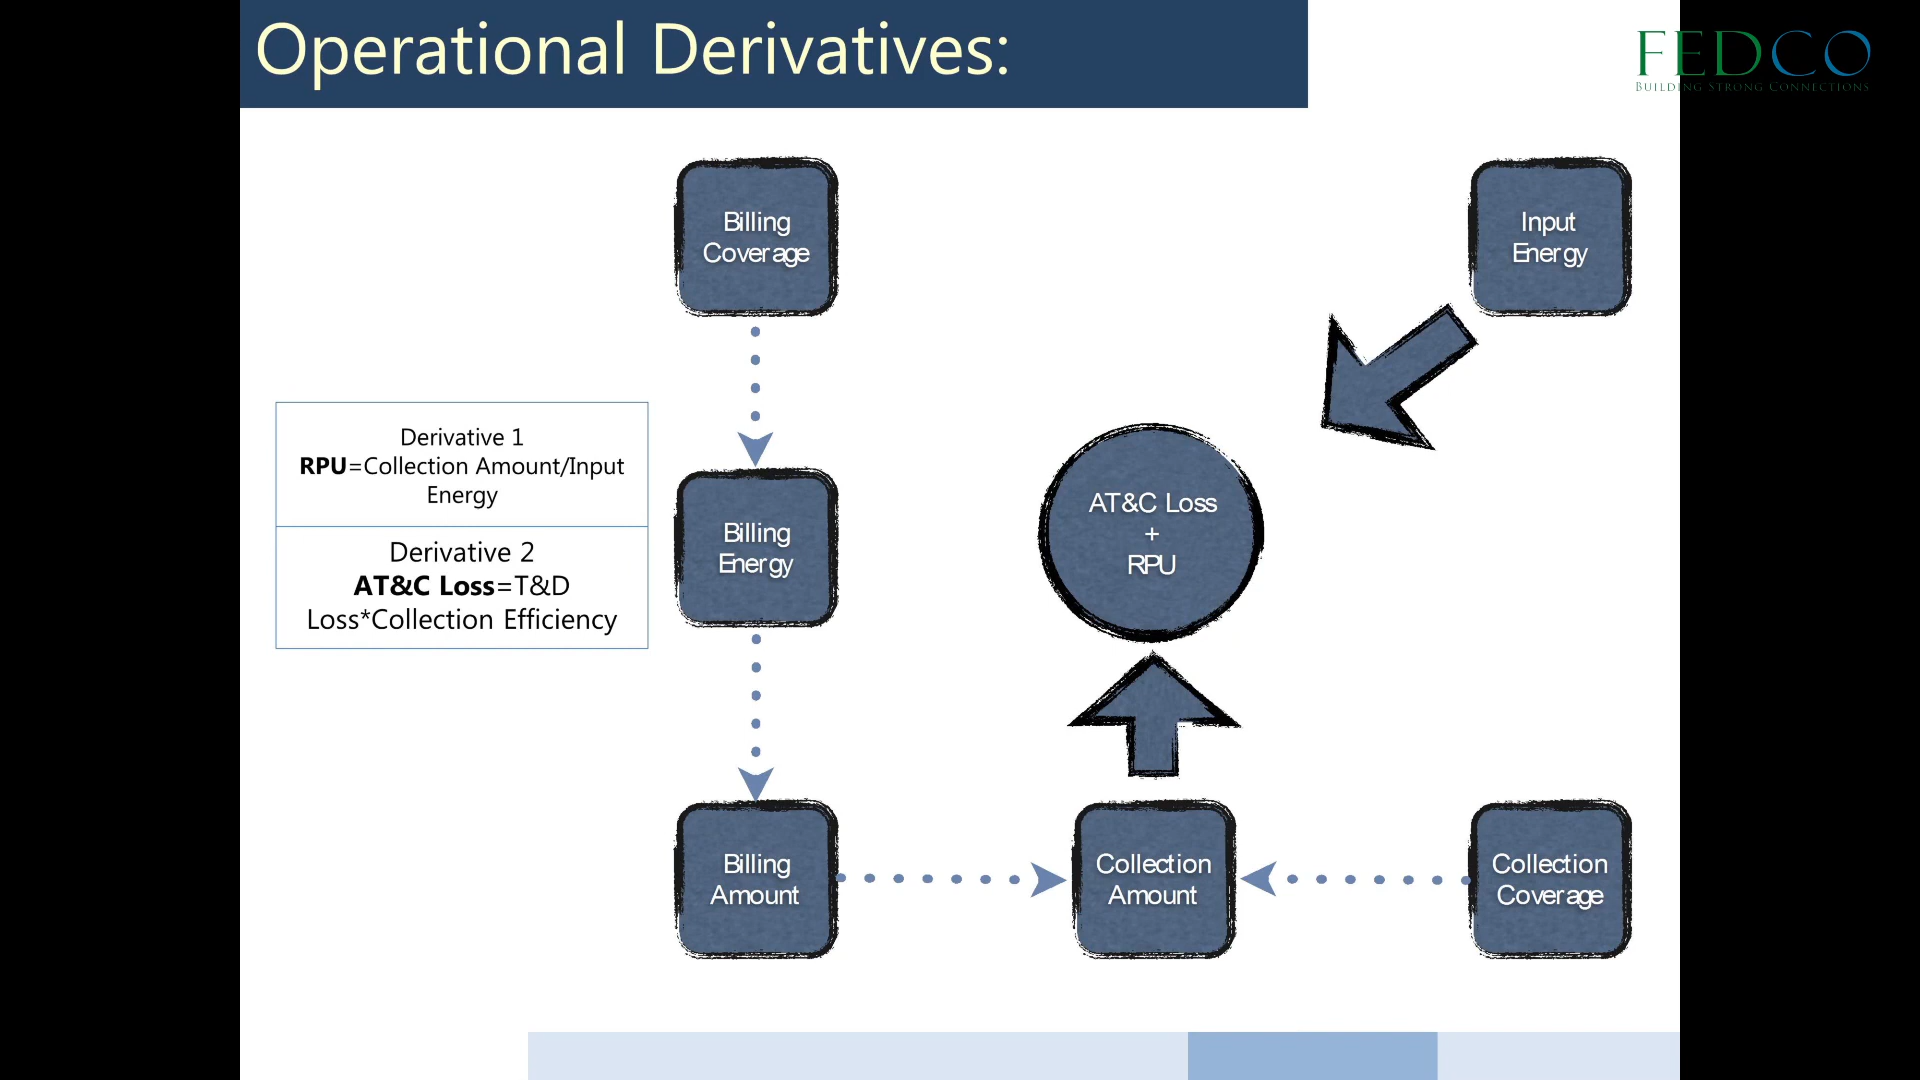 Operational Derivatives:
FEDCO
BUILDING STRONG CONNECTIONS
Billing
Coverage
Input
Energy
Derivative 1
RPU=Collection Amount/Input
Energy
Derivative 2
AT&C Loss=T&D
Loss*Collection Efficiency
Billing
Energy
AT&C Loss
+
RPU
Billing
Amount
Collection
Amount
Collection
Coverage